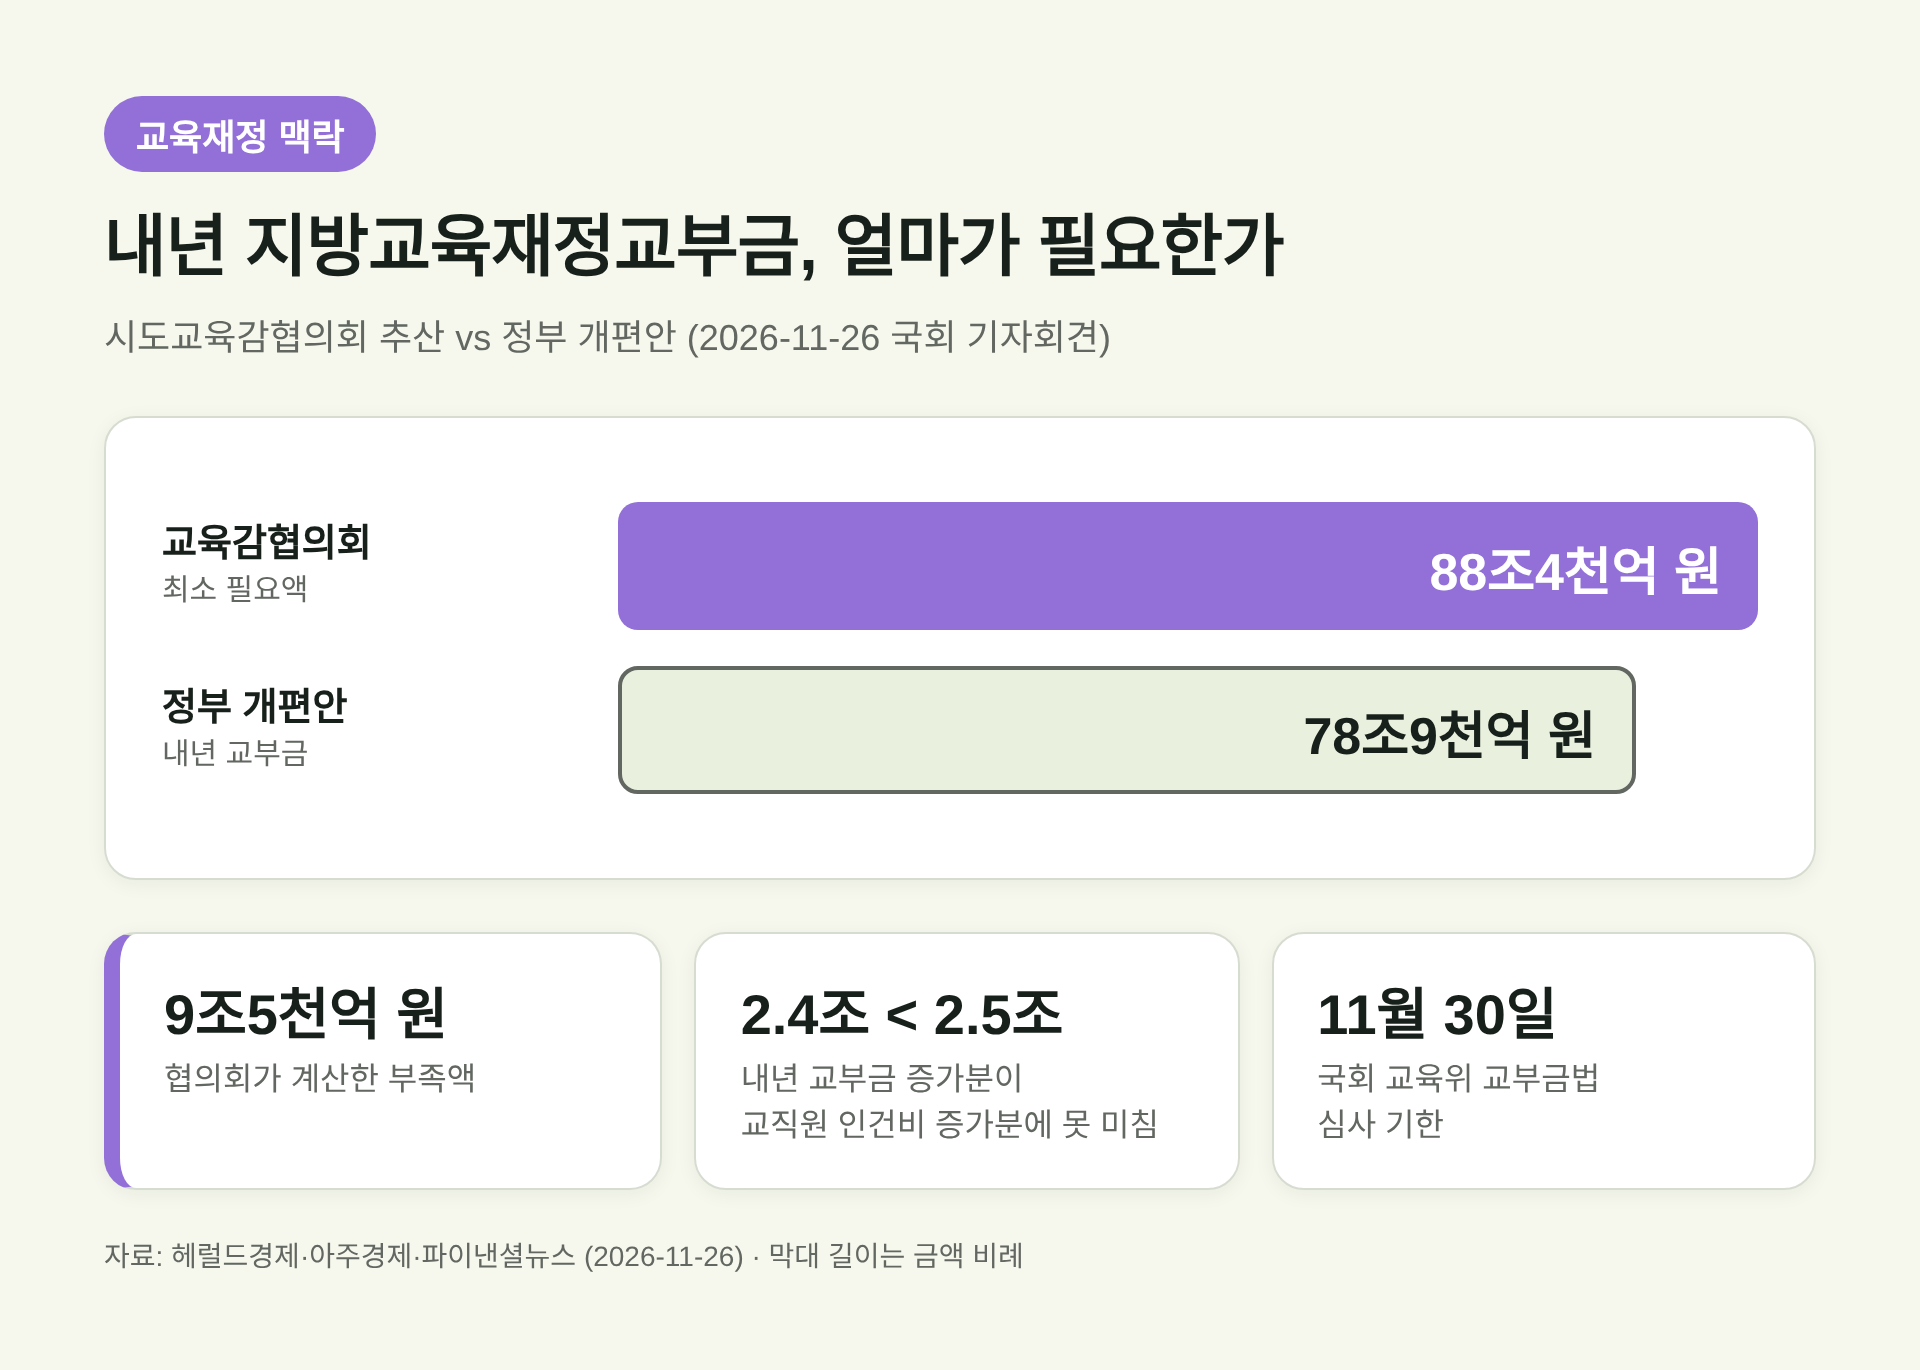 교육재정 맥락
내년 지방교육재정교부금, 얼마가 필요한가
시도교육감협의회 추산 vs 정부 개편안 (2026-11-26 국회 기자회견)
교육감협의회
최소 필요액
88조4천억 원
정부 개편안
내년 교부금
78조9천억 원
9조5천억 원
협의회가 계산한 부족액
2.4조 < 2.5조
내년 교부금 증가분이
교직원 인건비 증가분에 못 미침
11월 30일
국회 교육위 교부금법
심사 기한
자료: 헤럴드경제·아주경제·파이낸셜뉴스 (2026-11-26) · 막대 길이는 금액 비례